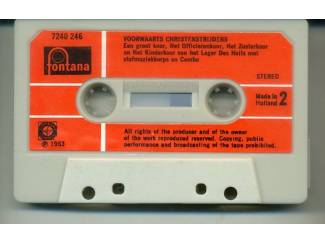 7240 246
VOORWAARTS CHRISTENSTRIJDERS
Een groot koor, Het Officierenkoor, Het Zusterkoor
en Het Kinderkoor van het Leger Des Heils met
stafmuziekkorps en Combo
fontana
STEREO
Made in
Holland 2
All rights of the producer and of the owner
of the work reproduced reserved. Copying, public
performance and broadcasting of the tape prohibited.
℗ 1963